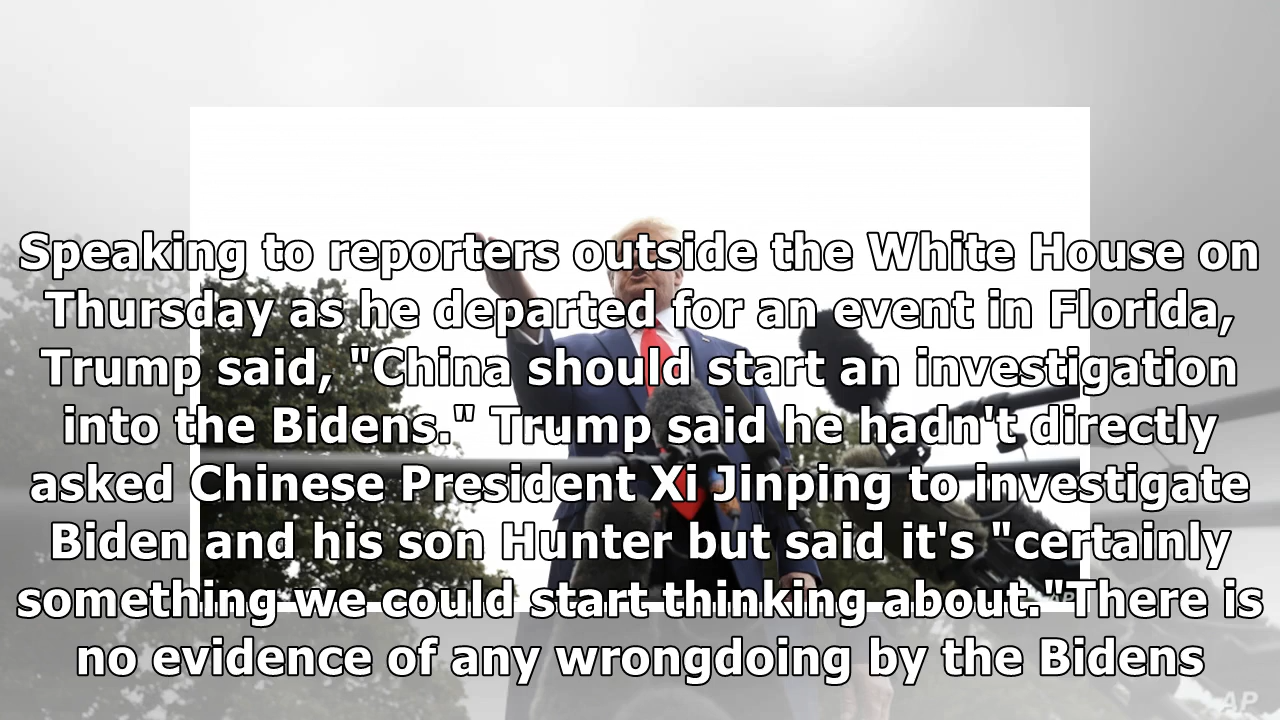 Speaking to reporters outside the White House on
Thursday as he departed for an event in Florida,
Trump said, "China should start an investigation
into the Bidens." Trump said he hadn't directly
asked Chinese President Xi Jinping to investigate
Biden and his son Hunter but said it's "certainly
something we could start thinking about."There is
no evidence of any wrongdoing by the Bidens
AP
AP